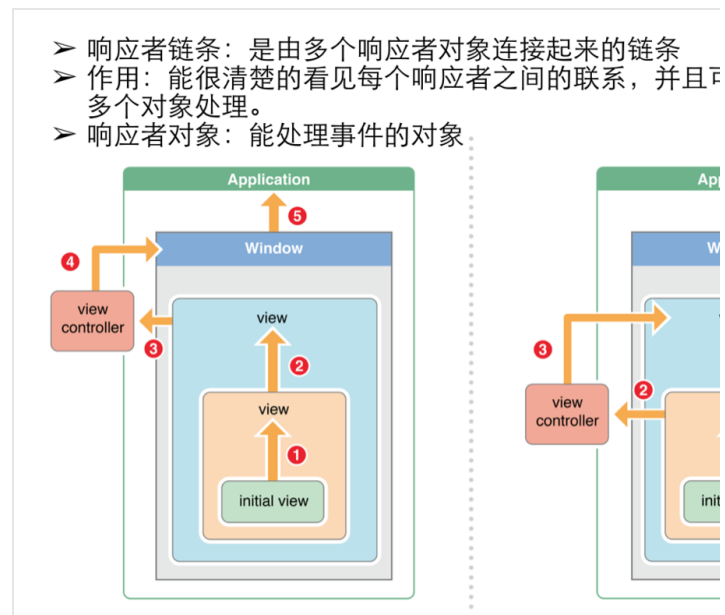 ➢ 响应者链条：是由多个响应者对象连接起来的链条
➢ 作用：能很清楚的看见每个响应者之间的联系，并且
多个对象处理。
➢ 响应者对象：能处理事件的对象
Application
5
Window
4
view
controller
3
view
2
view
1
initial view
App
W
3
view
controller
2
init